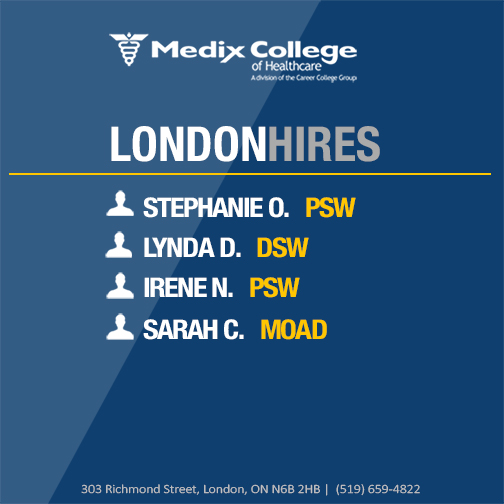 Medix College
of Healthcare
A division of the Career College Group
LONDONHIRES
STEPHANIE O. PSW
LYNDA D. DSW
IRENE N. PSW
SARAH C. MOAD
303 Richmond Street, London, ON N6B 2HB | (519) 659-4822